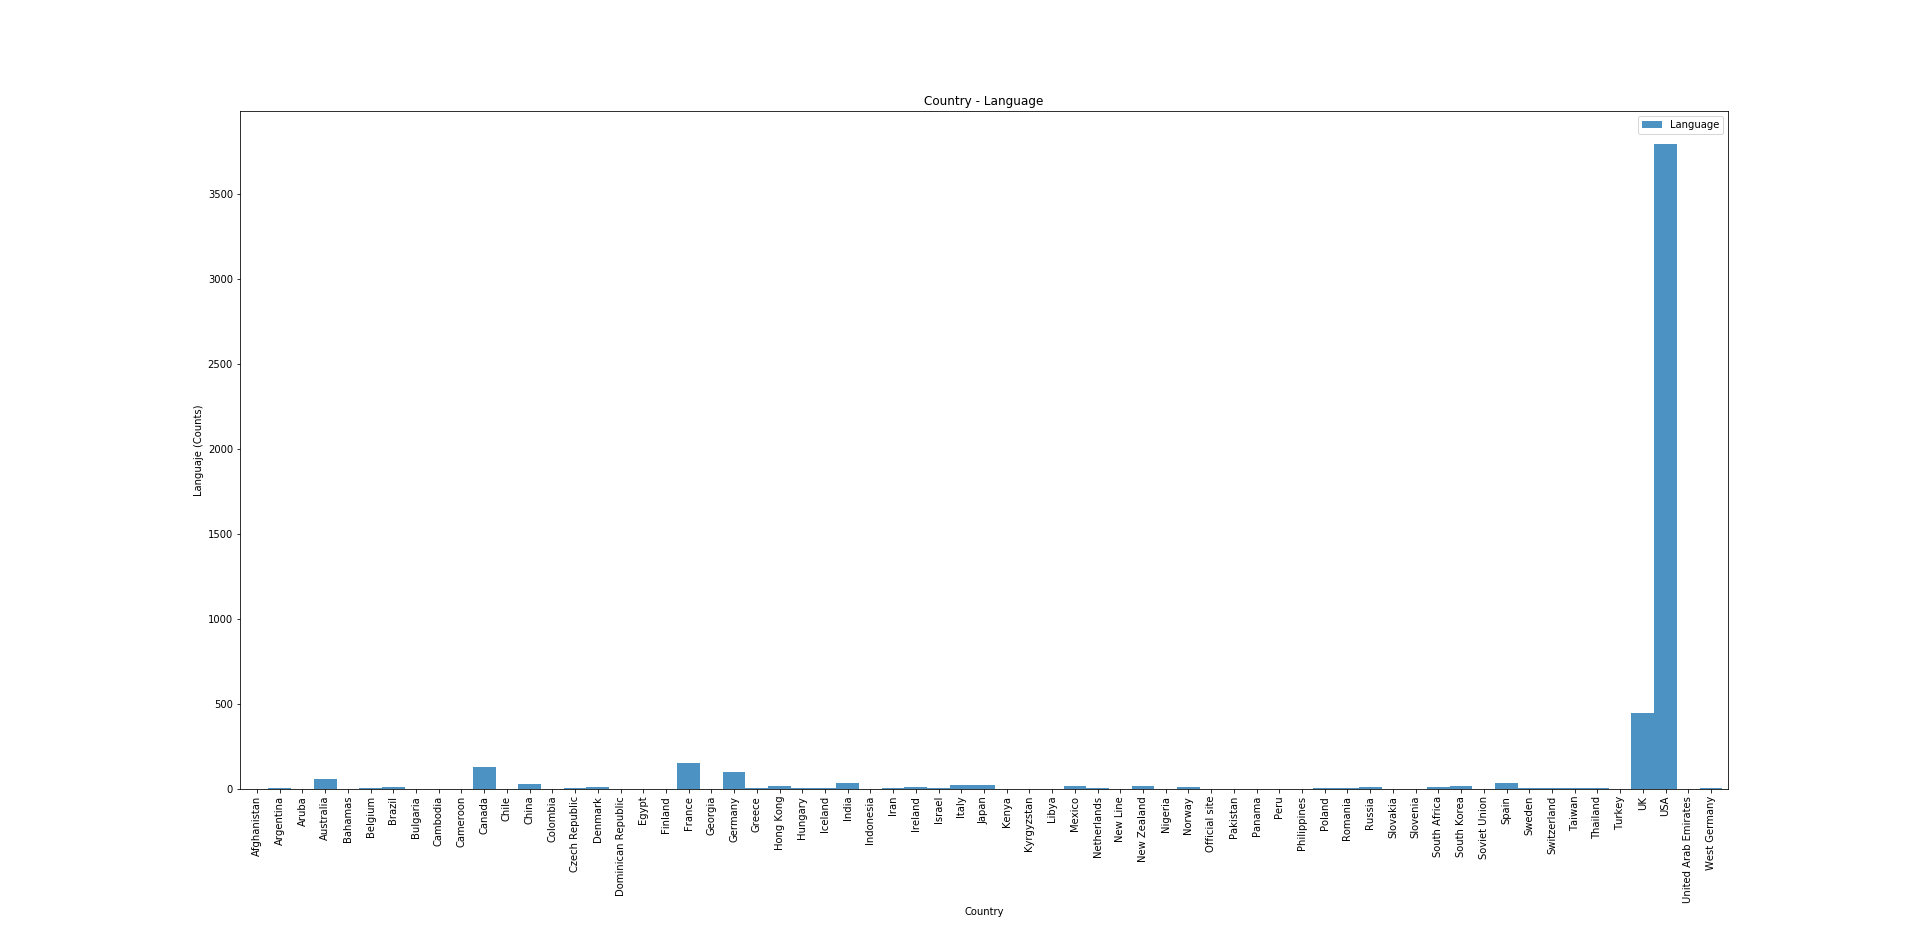 Country - Language
Language
3500
3000
2500
2000
1500
1000
500
0
Languaje (Counts)
Afghanistan
Argentina
Aruba
Australia
Bahamas
Belgium
Brazil
Bulgaria
Cambodia
Cameroon
Canada
Chile
China
Colombia
Czech Republic
Denmark
Dominican Republic
Egypt
Finland
France
Georgia
Germany
Greece
Hong Kong
Hungary
Iceland
India
Indonesia
Iran
Ireland
Israel
Italy
Japan
Kenya
Kyrgyzstan
Libya
Mexico
Netherlands
New Line
New Zealand
Nigeria
Norway
Official site
Pakistan
Panama
Peru
Philippines
Poland
Romania
Russia
Slovakia
Slovenia
South Africa
South Korea
Soviet Union
Spain
Sweden
Switzerland
Taiwan
Thailand
Turkey
UK
USA
United Arab Emirates
West Germany
Country